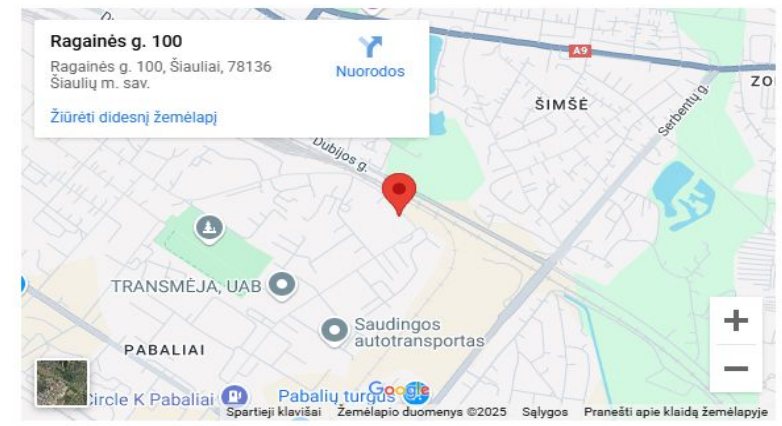 Ragainės g. 100
Ragainės g. 100, Šiauliai, 78136
Šiaulių m. sav.
Nuorodos
Žiūrėti didesnį žemėlapį
A9
ZO
ŠIMŠĖ
Serbentų g.
Dubijos g.
TRANSMĖJA, UAB
Saudingos
autotransportas
PABALIAI
Circle K Pabaliai
Pabalių turgus
Google
+
−
Spartieji klavišai Žemėlapio duomenys ©2025 Sąlygos Pranešti apie klaidą žemėlapyje